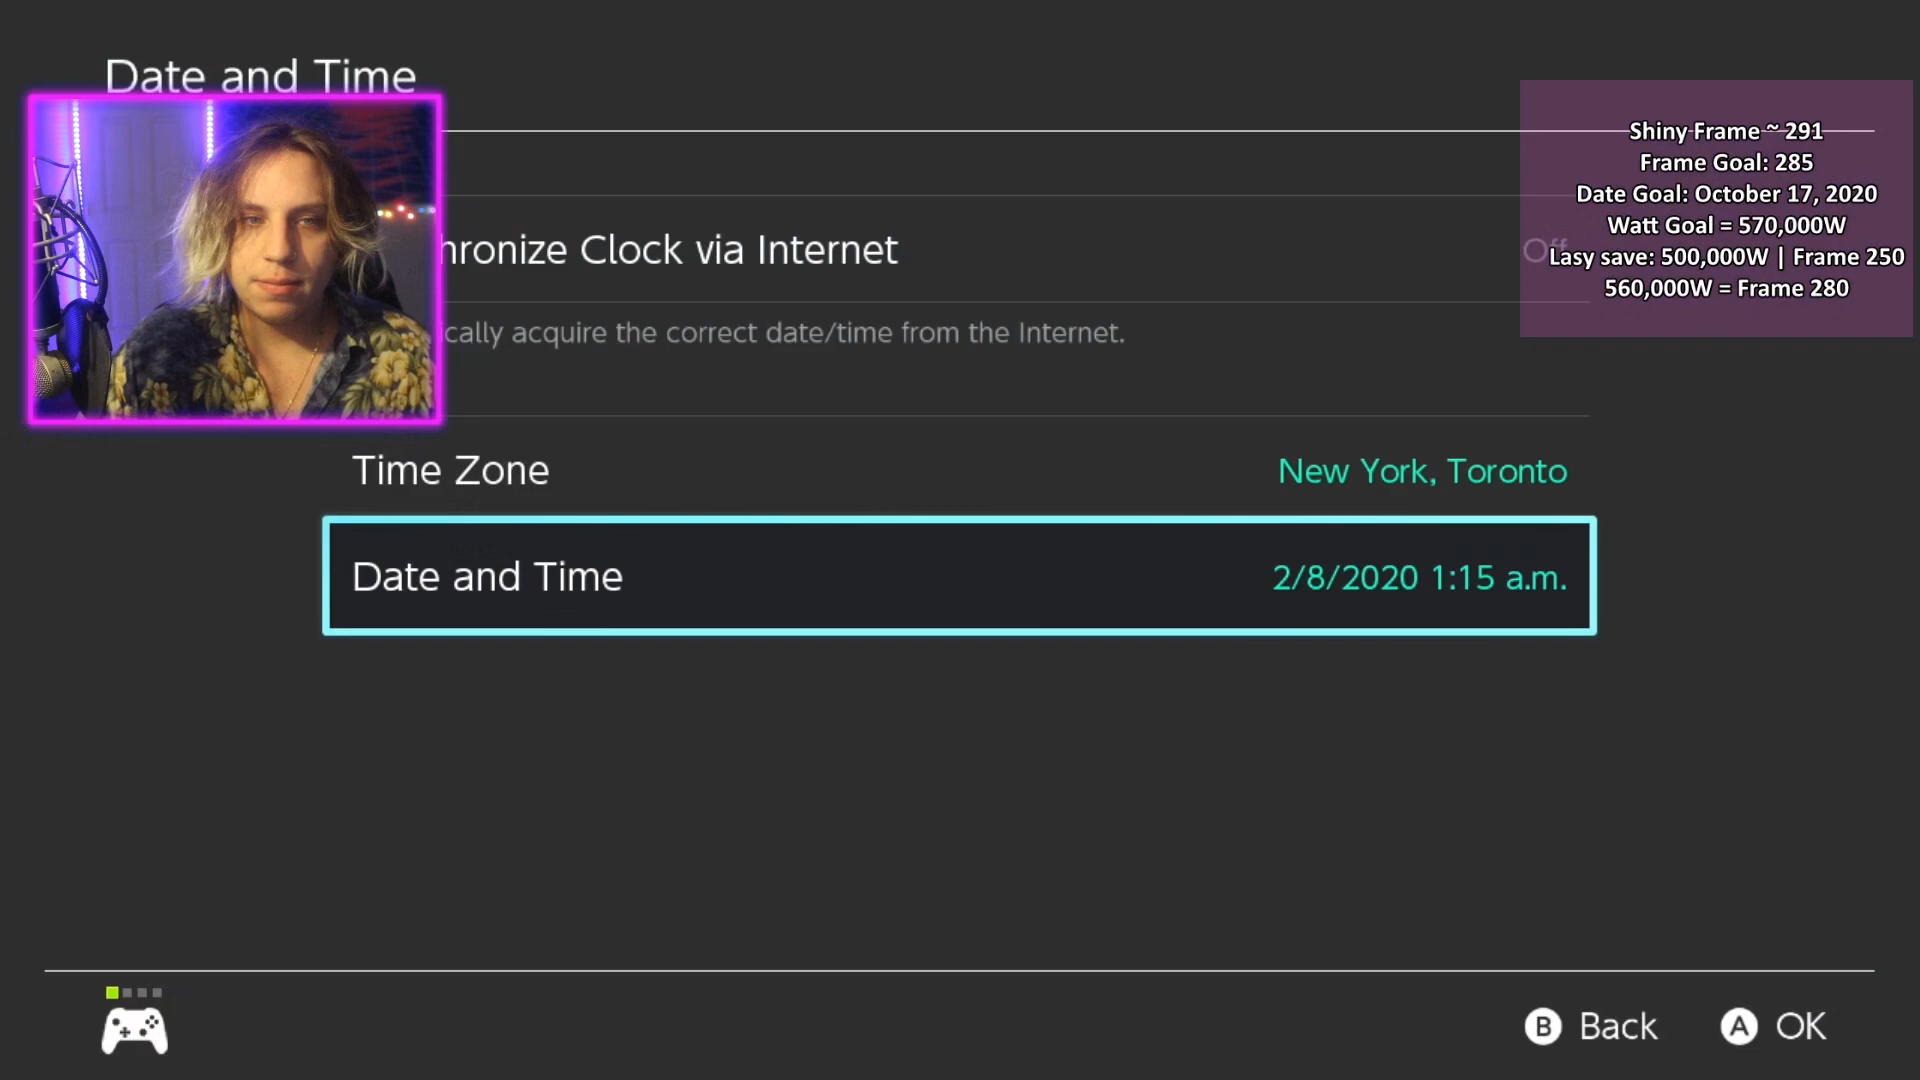 Date and Time
Shiny Frame ~ 291
Frame Goal: 285
Date Goal: October 17, 2020
Watt Goal = 570,000W
Lasy save: 500,000W | Frame 250
560,000W = Frame 280
hronize Clock via Internet
Off
ically acquire the correct date/time from the Internet.
Time Zone
New York, Toronto
Date and Time
2/8/2020 1:15 a.m.
B Back
A OK